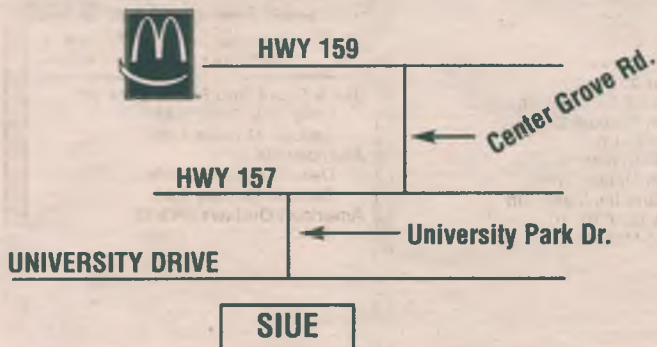 HWY 159
Center Grove Rd.
HWY 157
University Park Dr.
UNIVERSITY DRIVE
SIUE